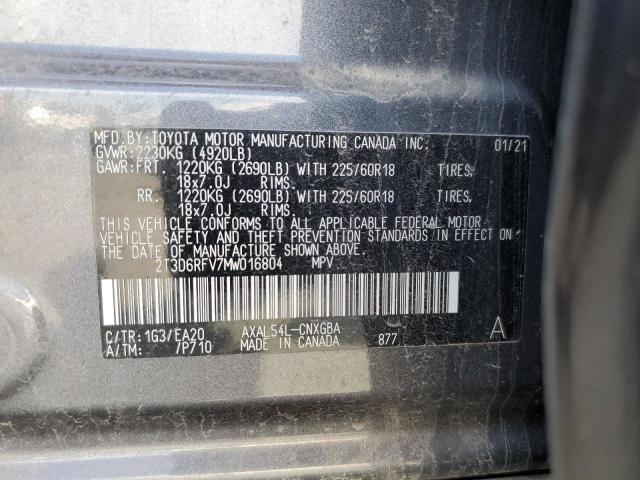 MFD.BY:TOYOTA MOTOR MANUFACTURING CANADA INC. 01/21
GVWR:2230KG (4920LB)
GAWR:FRT. 1220KG (2690LB) WITH 225/60R18 TIRES.
18x7.0J RIMS.
RR. 1220KG (2690LB) WITH 225/60R18 TIRES.
18x7.0J RIMS.
THIS VEHICLE CONFORMS TO ALL APPLICABLE FEDERAL MOTOR
VEHICLE SAFETY AND THEFT PREVENTION STANDARDS IN EFFECT ON
THE DATE OF MANUFACTURE SHOWN ABOVE.
2T3D6RFV7MW016804 MPV
C/TR:1G3/EA20 AXAL54L-CNXGBA A
A/TM: /P710 MADE IN CANADA 877